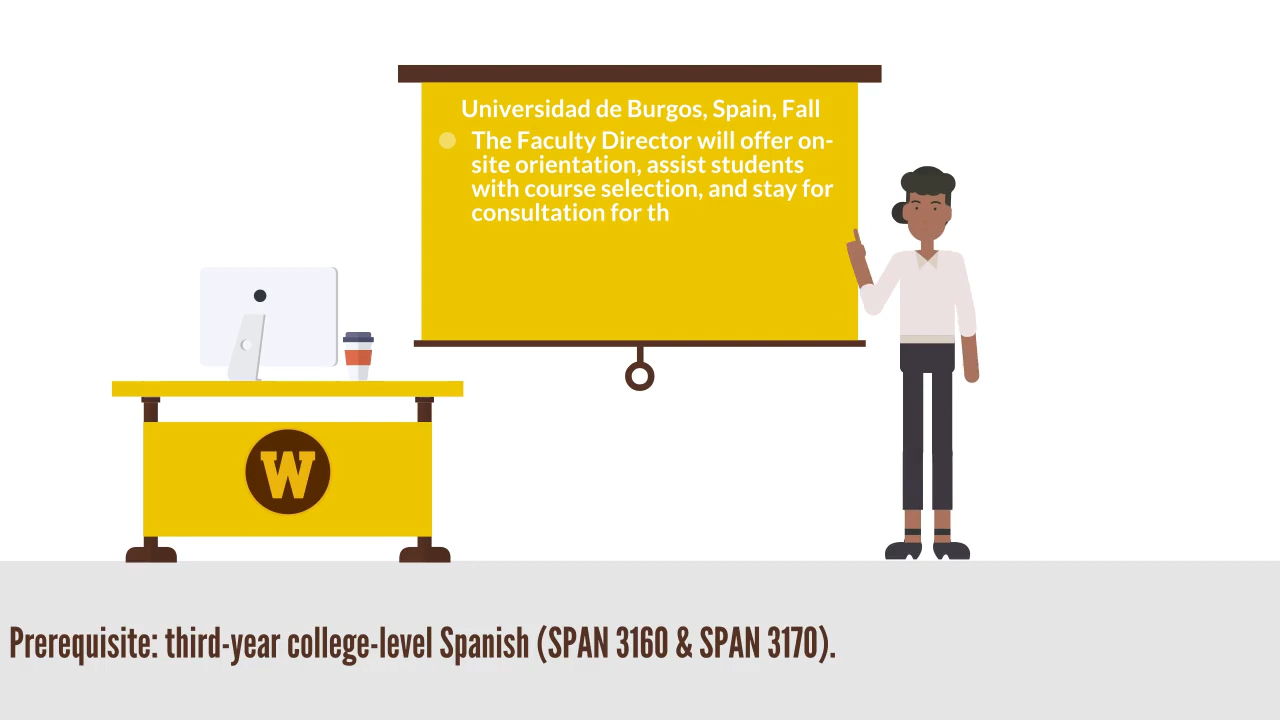 Universidad de Burgos, Spain, Fall
The Faculty Director will offer on-
site orientation, assist students
with course selection, and stay for
consultation for th
W
Prerequisite: third-year college-level Spanish (SPAN 3160 & SPAN 3170).